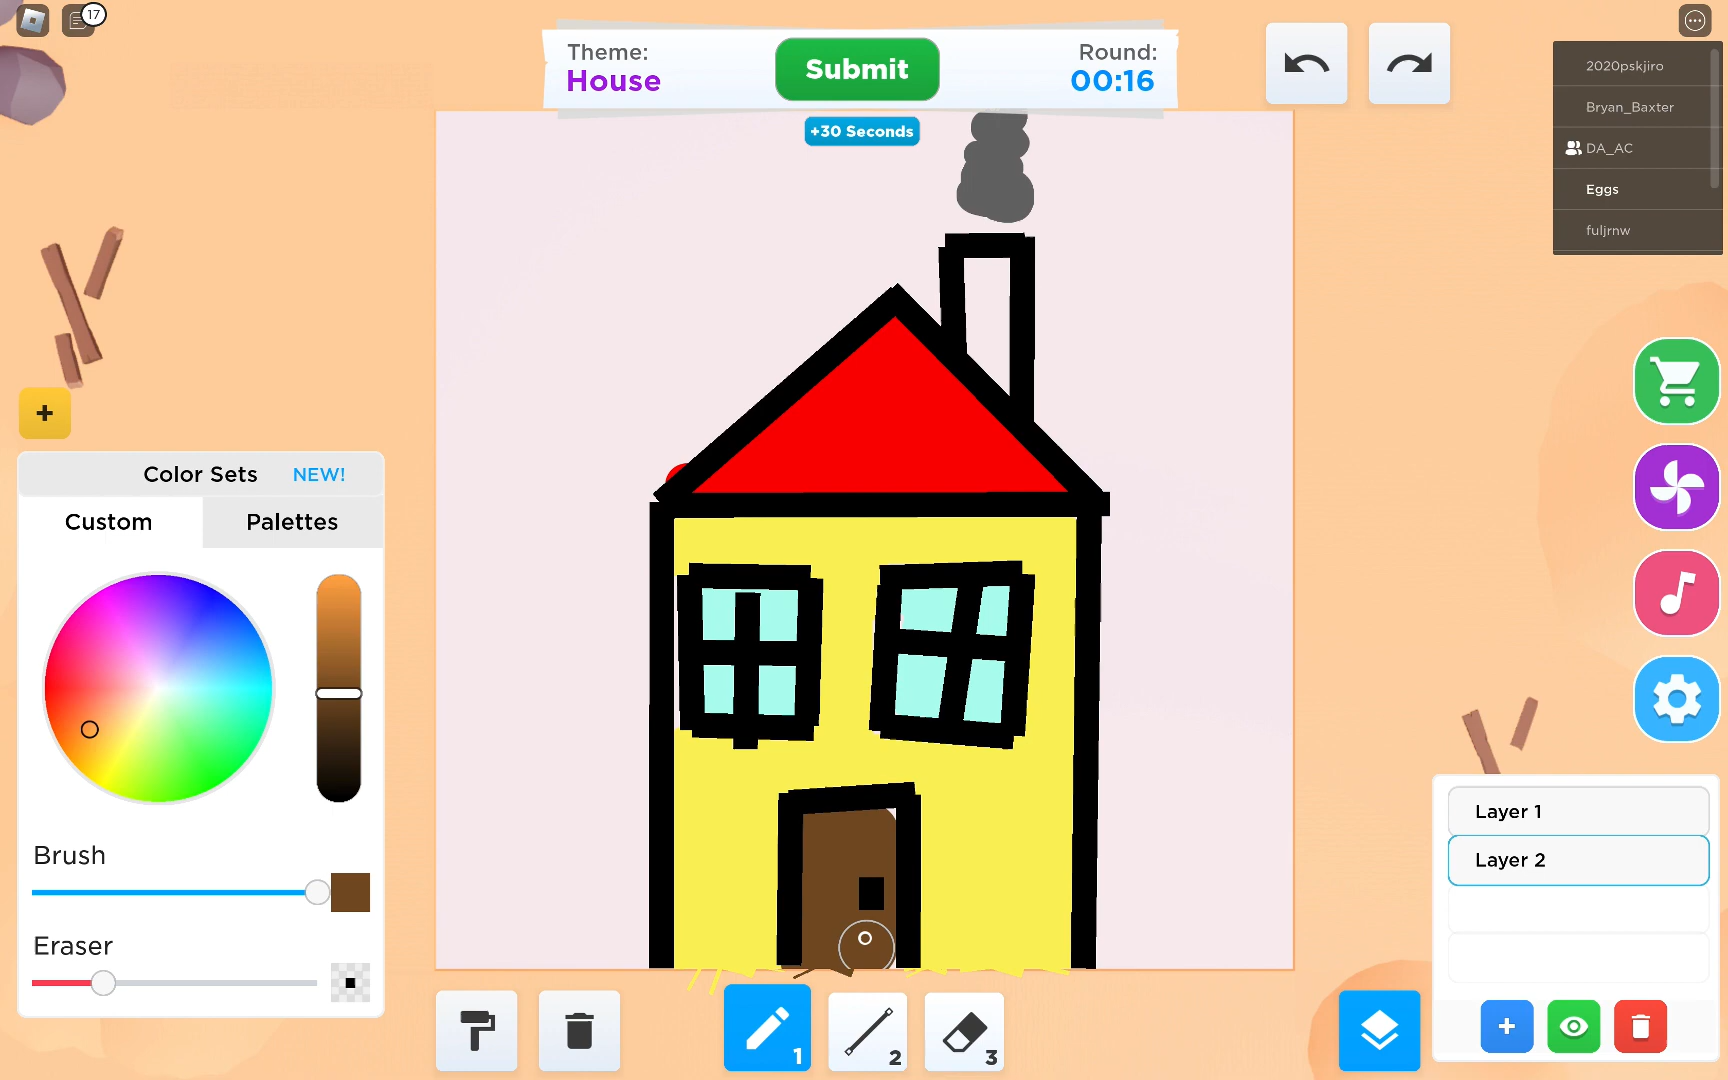 17
Theme:
House
Submit
Round:
00:16
+30 Seconds
2020pskjiro
Bryan_Baxter
DA_AC
Eggs
fuljrnw
+
Color Sets NEW!
Custom
Palettes
Brush
Eraser
1
2
3
Layer 1
Layer 2
+